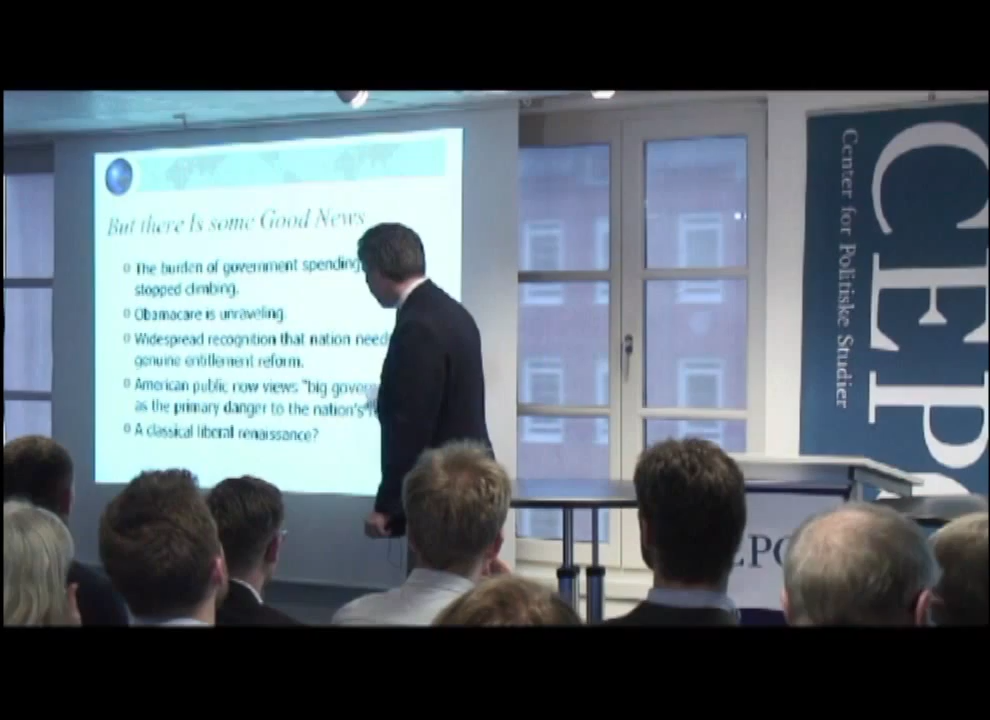 But there Is some Good News
The burden of government spending
stopped climbing.
Obamacare is unraveling
Widespread recognition that nation need
genuine entitlement reform.
American public now views "big gover
as the primary danger to the nation's
A classical liberal renaissance?
Center for Politiske Studier
CEP
EPO